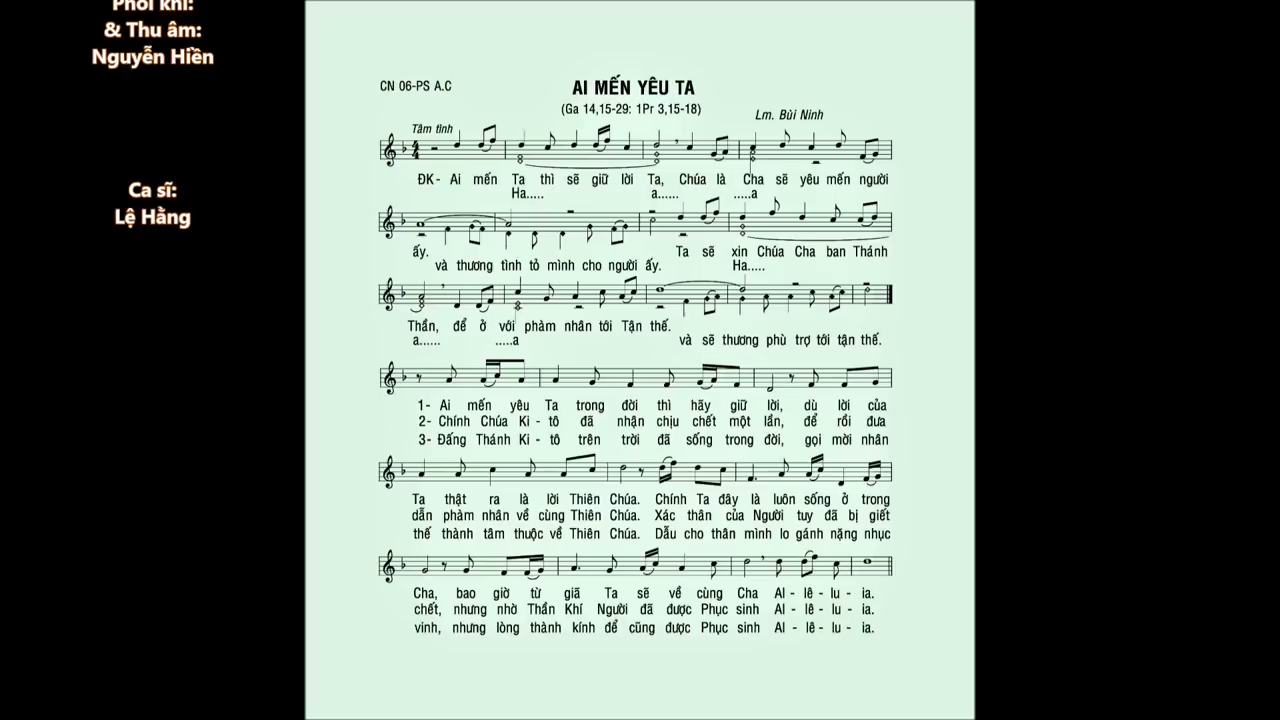 Phối khí:
& Thu âm:
Nguyễn Hiền
Ca sĩ:
Lệ Hằng
CN 06-PS A.C
AI MẾN YÊU TA
(Ga 14,15-29: 1Pr 3,15-18)
Lm. Bùi Ninh
Tâm tình
ĐK- Ai mến Ta thì sẽ giữ lời Ta, Chúa là Cha sẽ yêu mến người
Ha..... a...... .....a
ấy. Ta sẽ xin Chúa Cha ban Thánh
và thương tình tỏ mình cho người ấy. Ha.....
Thần, để ở với phàm nhân tới Tận thế.
a...... .....a và sẽ thương phù trợ tới tận thế.
1- Ai mến yêu Ta trong đời thì hãy giữ lời, dù lời của
2- Chính Chúa Ki - tô đã nhận chịu chết một lần, để rồi đưa
3- Đấng Thánh Ki - tô trên trời đã sống trong đời, gọi mời nhân
Ta thật ra là lời Thiên Chúa. Chính Ta đây là luôn sống ở trong
dẫn phàm nhân về cùng Thiên Chúa. Xác thân của Người tuy đã bị giết
thế thành tâm thuộc về Thiên Chúa. Dẫu cho thân mình lo gánh nặng nhục
Cha, bao giờ từ giã Ta sẽ về cùng Cha Al - lê - lu - ia.
chết, nhưng nhờ Thần Khí Người đã được Phục sinh Al - lê - lu - ia.
vinh, nhưng lòng thành kính để cũng được Phục sinh Al - lê - lu - ia.